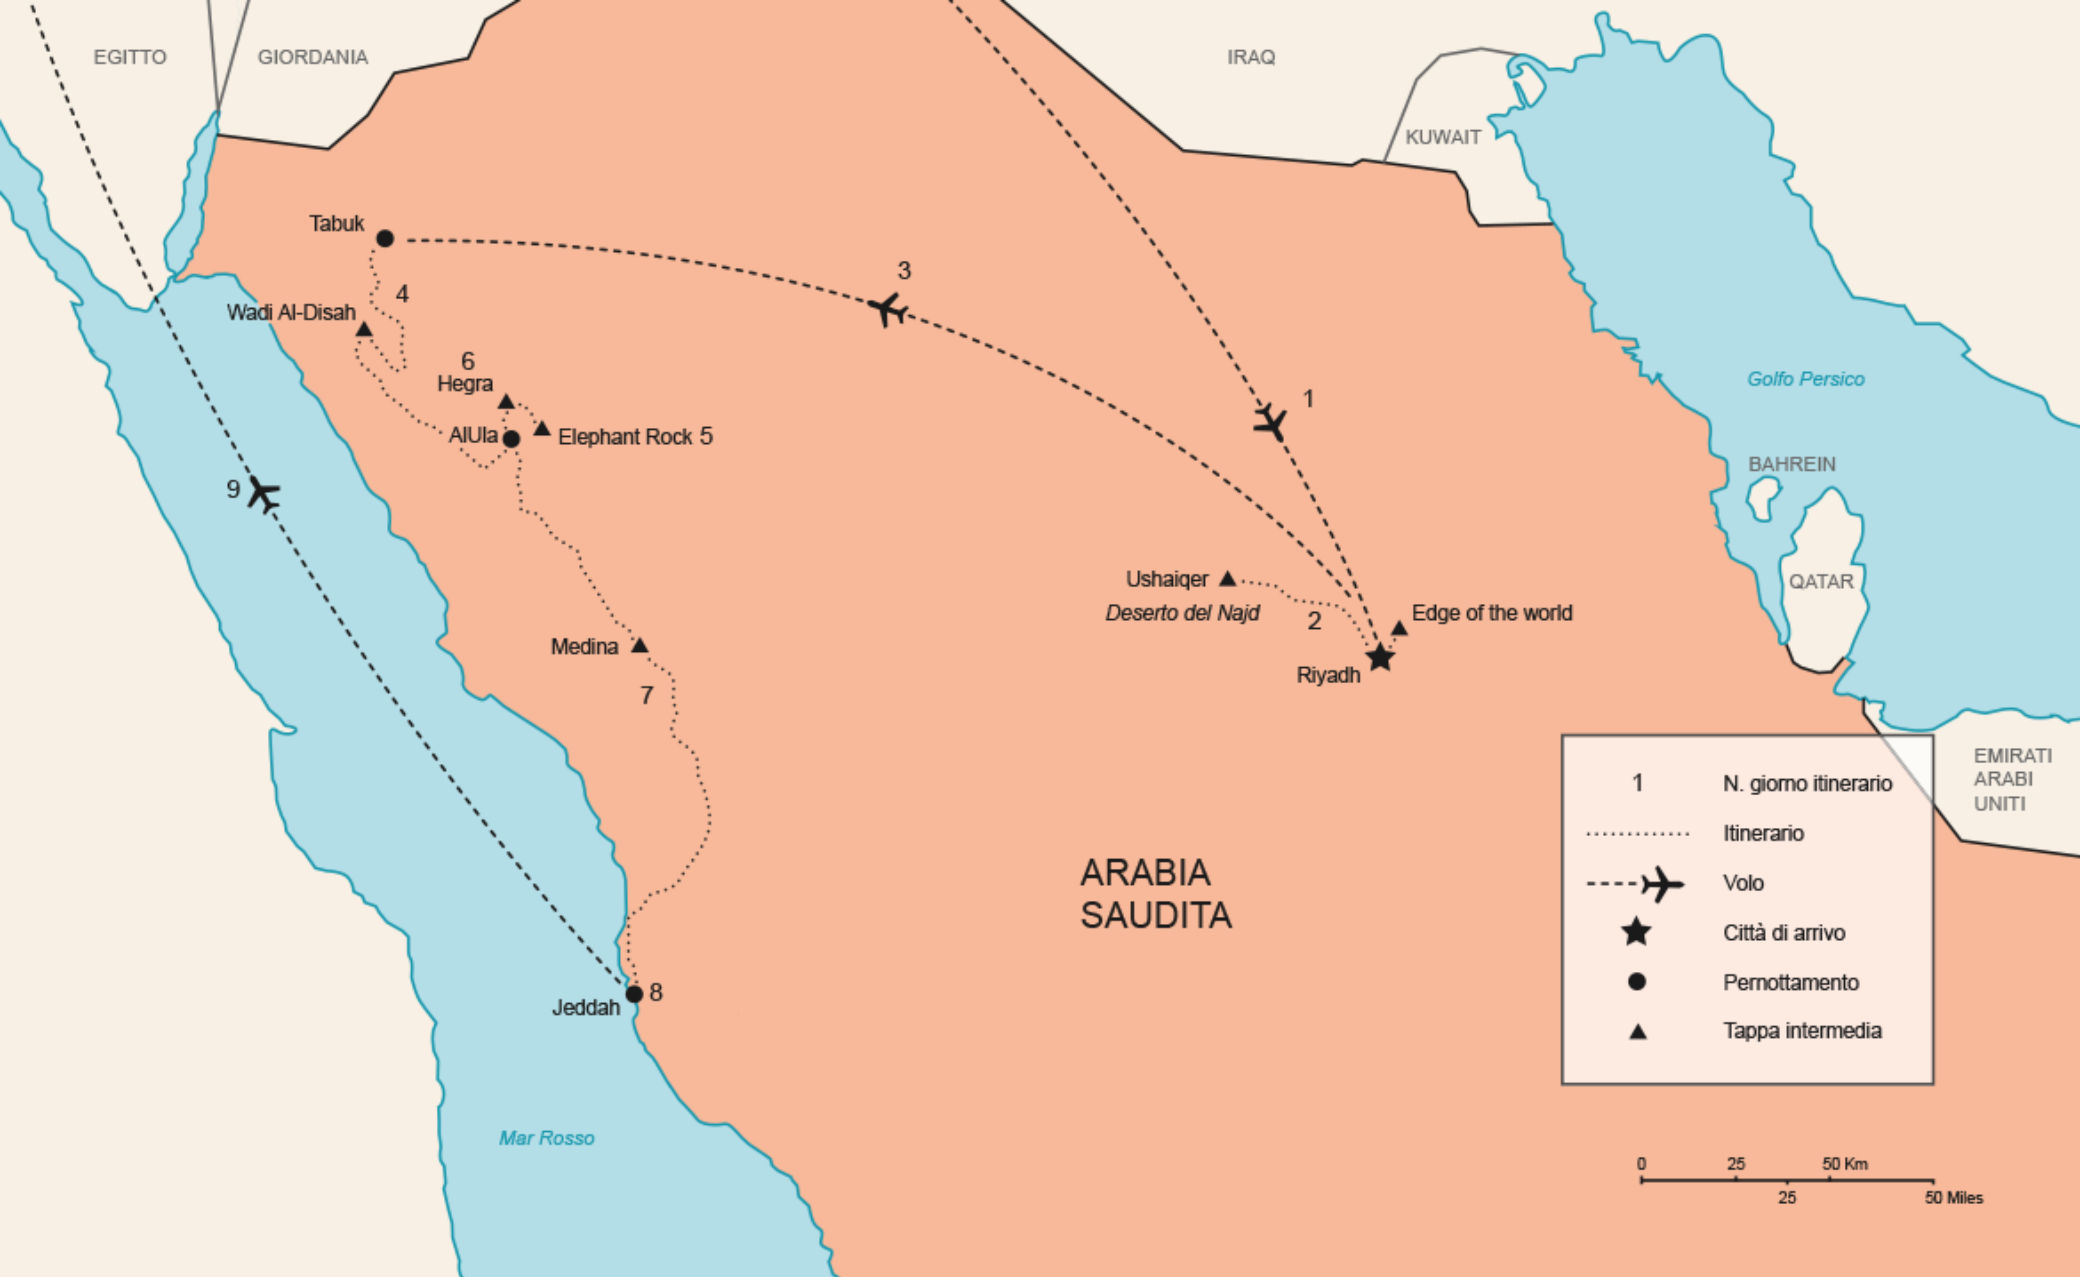 EGITTO
GIORDANIA
IRAQ
KUWAIT
Tabuk
3
4
Wadi Al-Disah
6
Hegra
1
Golfo Persico
AlUla
Elephant Rock 5
BAHREIN
9
Ushaiqer
QATAR
Deserto del Najd
2
Edge of the world
Medina
Riyadh
7
1 N. giorno itinerario
Itinerario
Volo
Città di arrivo
Pernottamento
Tappa intermedia
EMIRATI
ARABI
UNITI
ARABIA
SAUDITA
8
Jeddah
Mar Rosso
0 25 50 Km
25 50 Miles